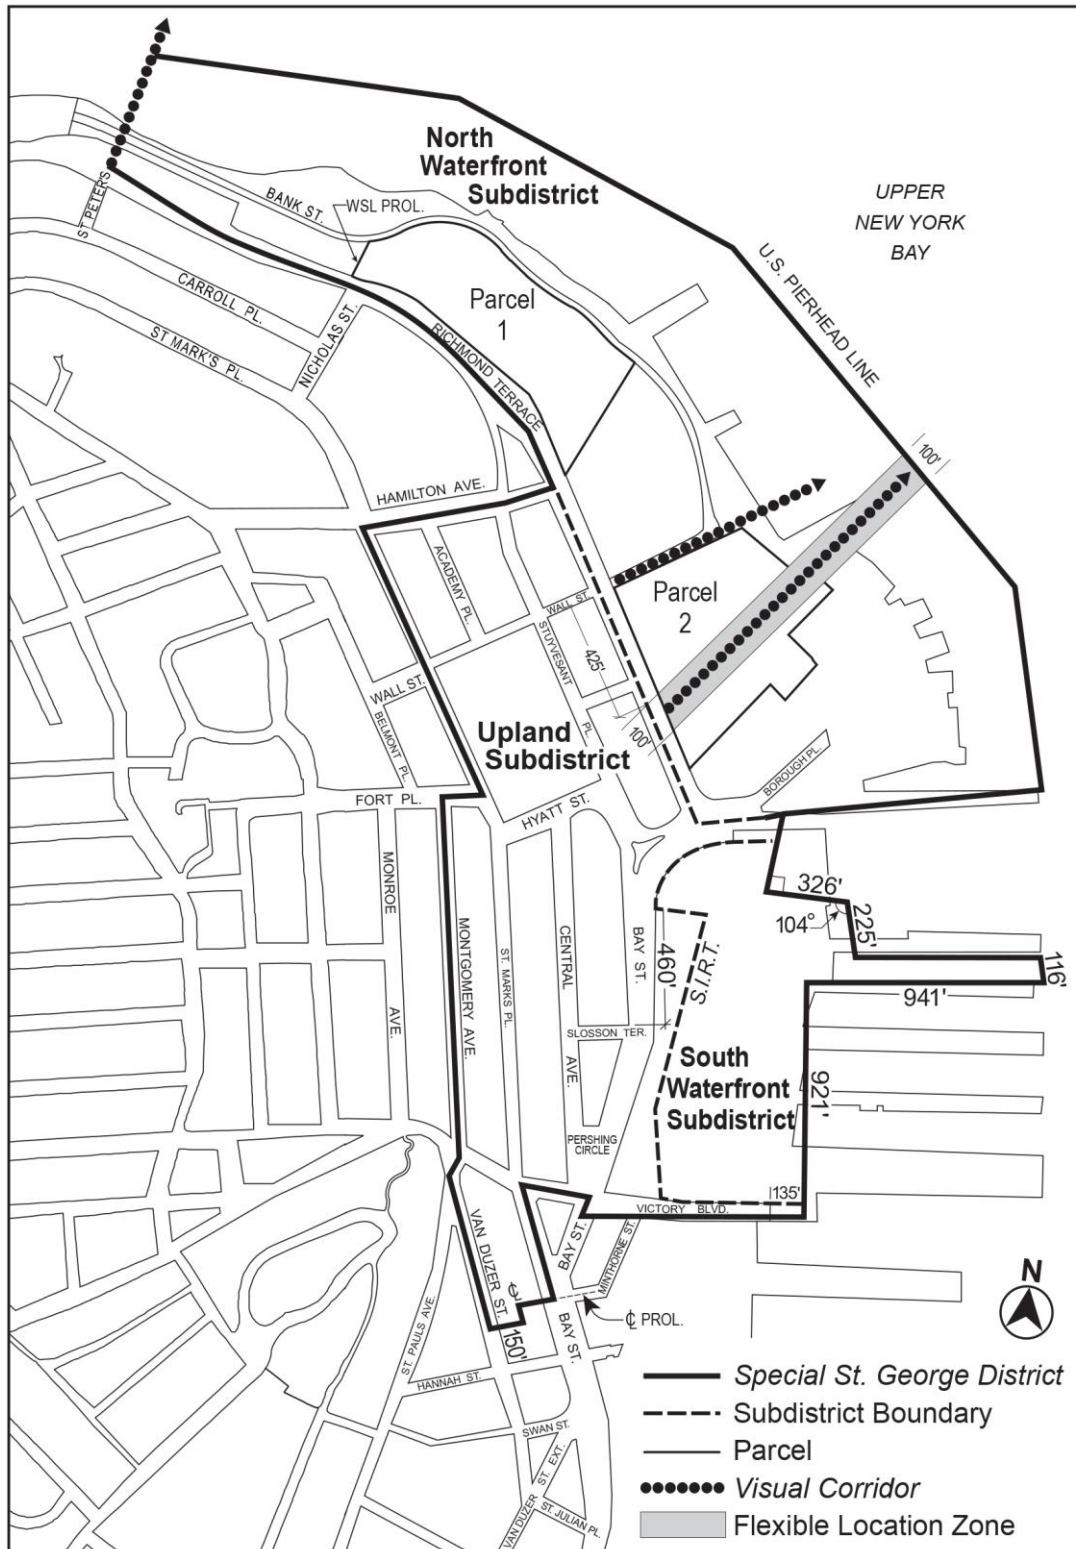 North
Waterfront
Subdistrict
UPPER
NEW YORK
BAY
ST PETER'S
BANK ST.
WSL PROL.
CARROLL PL.
ST MARK'S PL.
NICHOLAS ST.
Parcel
1
RICHMOND TERRACE
U.S. PIERHEAD LINE
100'
HAMILTON AVE.
ACADEMY PL.
WALL ST.
STUYVESANT
PL.
425'
100'
Parcel
2
WALL ST.
BELMONT PL.
Upland
Subdistrict
BOROUGH PL.
FORT PL.
HYATT ST.
MONROE
AVE.
MONTGOMERY AVE.
ST. MARKS PL.
CENTRAL
AVE.
BAY ST.
460'
S.I.R.T.
326'
104°
225'
116'
941'
921'
SLOSSON TER.
South
Waterfront
Subdistrict
PERSHING
CIRCLE
135'
VICTORY BLVD.
VAN DUZER ST.
BAY ST.
MINTHORNE ST.
℄
150'
℄ PROL.
BAY ST.
ST. PAULS AVE.
HANNAH ST.
SWAN ST.
VAN DUZER ST. EXT.
ST. JULIAN PL.
N
Special St. George District
Subdistrict Boundary
Parcel
Visual Corridor
Flexible Location Zone